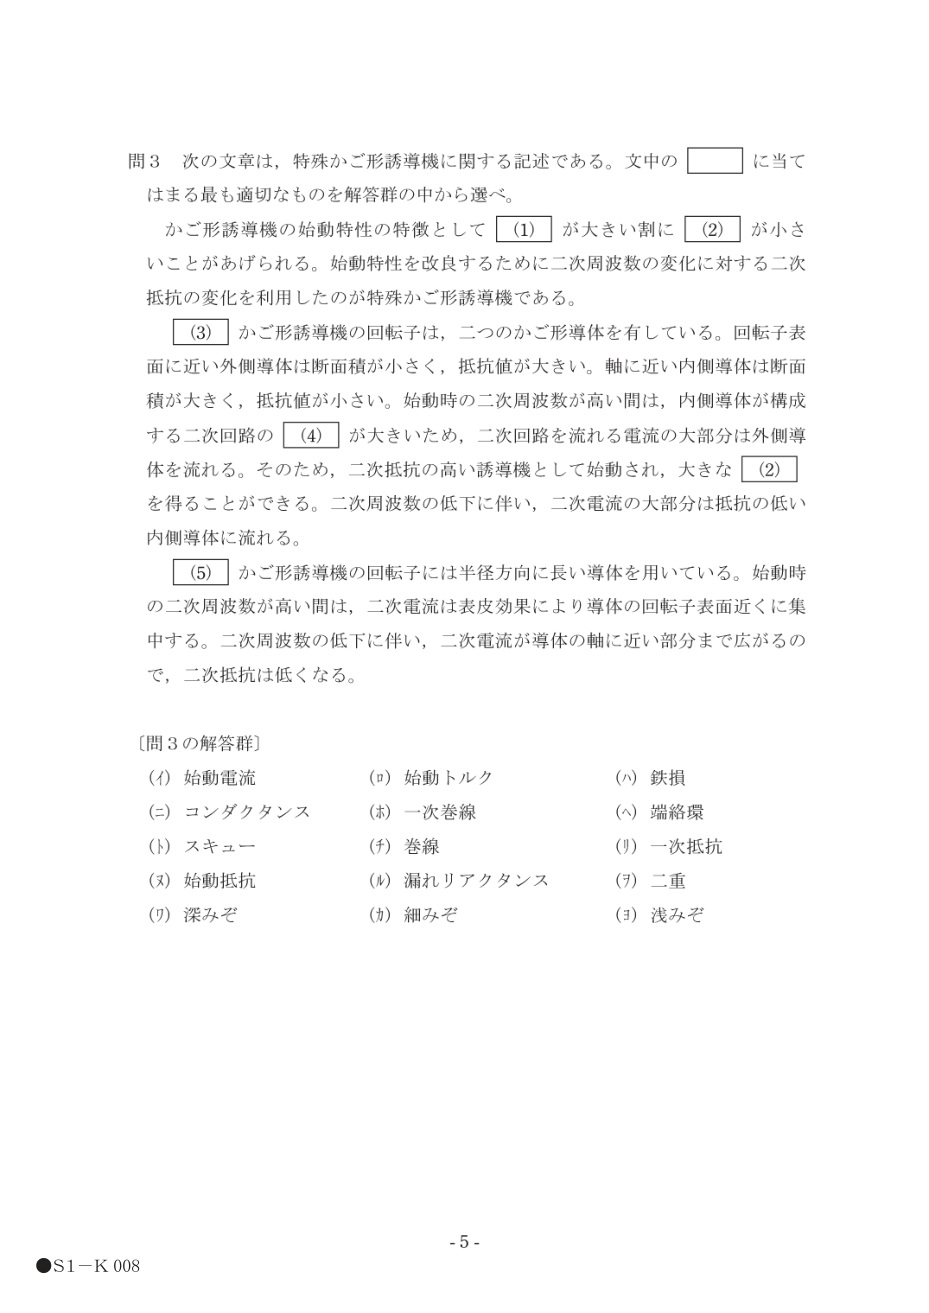 問３　次の文章は，特殊かご形誘導機に関する記述である。文中の　　　に当て
はまる最も適切なものを解答群の中から選べ。
かご形誘導機の始動特性の特徴として (1) が大きい割に (2) が小さ
いことがあげられる。始動特性を改良するために二次周波数の変化に対する二次
抵抗の変化を利用したのが特殊かご形誘導機である。
(3) かご形誘導機の回転子は，二つのかご形導体を有している。回転子表
面に近い外側導体は断面積が小さく，抵抗値が大きい。軸に近い内側導体は断面
積が大きく，抵抗値が小さい。始動時の二次周波数が高い間は，内側導体が構成
する二次回路の (4) が大きいため，二次回路を流れる電流の大部分は外側導
体を流れる。そのため，二次抵抗の高い誘導機として始動され，大きな (2)
を得ることができる。二次周波数の低下に伴い，二次電流の大部分は抵抗の低い
内側導体に流れる。
(5) かご形誘導機の回転子には半径方向に長い導体を用いている。始動時
の二次周波数が高い間は，二次電流は表皮効果により導体の回転子表面近くに集
中する。二次周波数の低下に伴い，二次電流が導体の軸に近い部分まで広がるの
で，二次抵抗は低くなる。
〔問３の解答群〕
(ｲ) 始動電流　(ﾛ) 始動トルク　(ﾊ) 鉄損
(ﾆ) コンダクタンス　(ﾎ) 一次巻線　(ﾍ) 端絡環
(ﾄ) スキュー　(ﾁ) 巻線　(ﾘ) 一次抵抗
(ﾇ) 始動抵抗　(ﾙ) 漏れリアクタンス　(ｦ) 二重
(ﾜ) 深みぞ　(ｶ) 細みぞ　(ﾖ) 浅みぞ
- 5 -
●S1－K 008